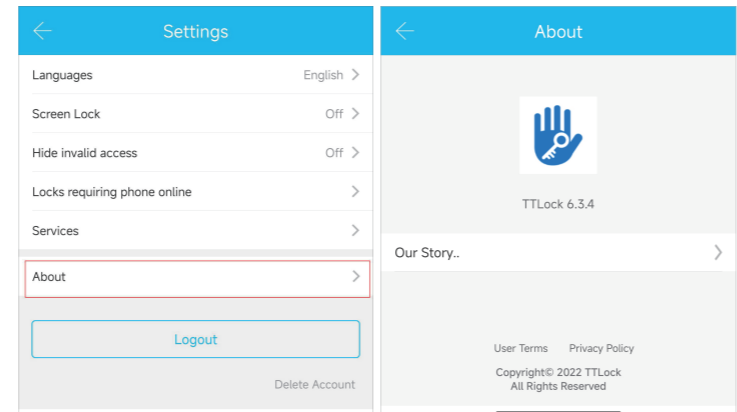 Settings
Languages English
Screen Lock Off
Hide invalid access Off
Locks requiring phone online
Services
About
Logout
Delete Account
About
TTLock 6.3.4
Our Story..
User Terms Privacy Policy
Copyright© 2022 TTLock
All Rights Reserved